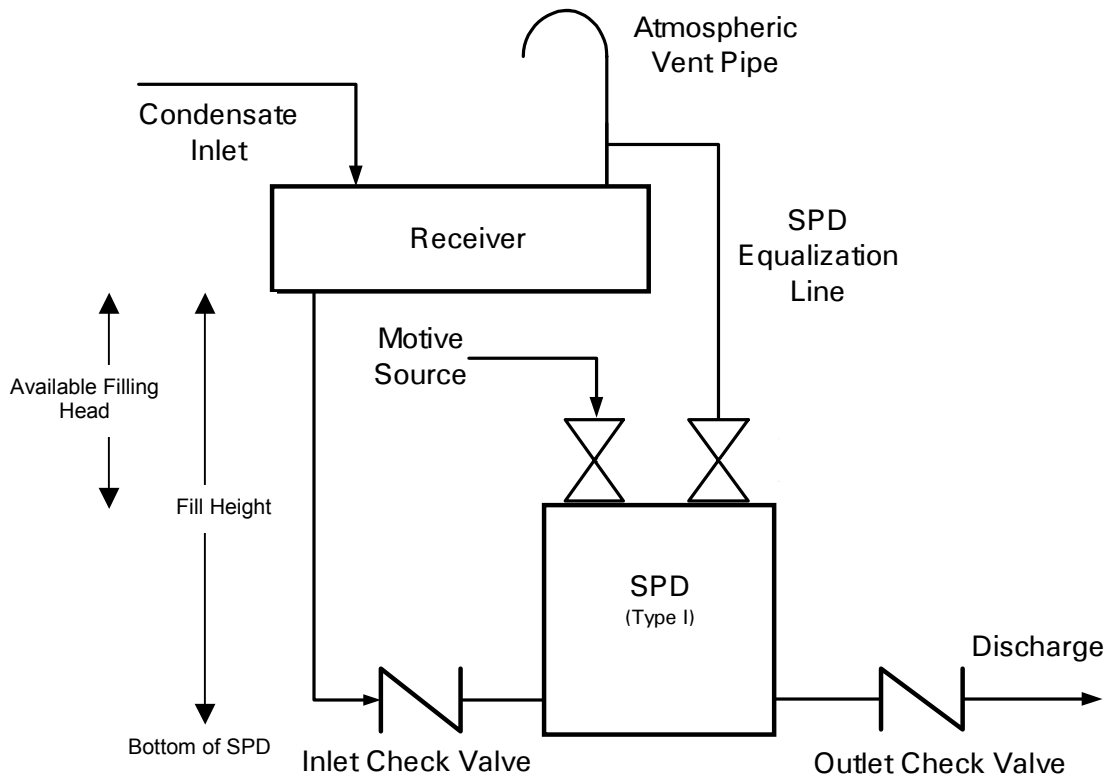 Atmospheric
Vent Pipe
Condensate
Inlet
Receiver
SPD
Equalization
Line
Motive
Source
Available Filling
Head
Fill Height
SPD
(Type I)
Discharge
Bottom of SPD
Inlet Check Valve
Outlet Check Valve